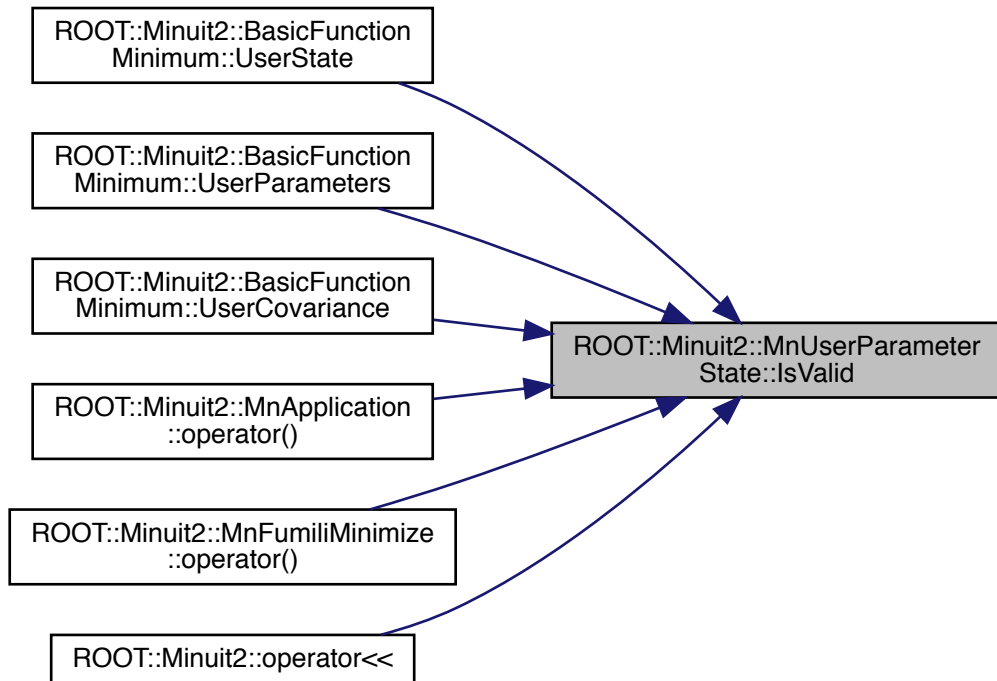 ROOT::Minuit2::BasicFunction
Minimum::UserState
ROOT::Minuit2::BasicFunction
Minimum::UserParameters
ROOT::Minuit2::BasicFunction
Minimum::UserCovariance
ROOT::Minuit2::MnUserParameter
State::IsValid
ROOT::Minuit2::MnApplication
::operator()
ROOT::Minuit2::MnFumiliMinimize
::operator()
ROOT::Minuit2::operator<<